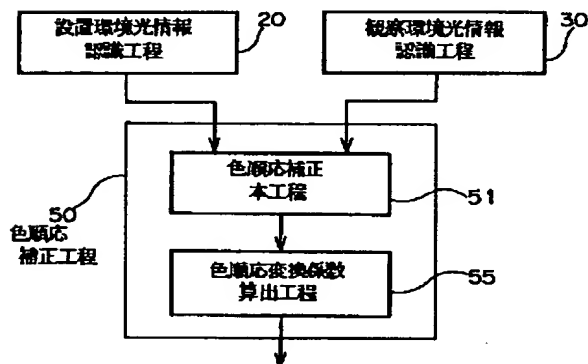 設置環境光情報
認識工程
20
観察環境光情報
認識工程
30
50
色順応
補正工程
色順応補正
本工程
51
色順応変換係数
算出工程
55